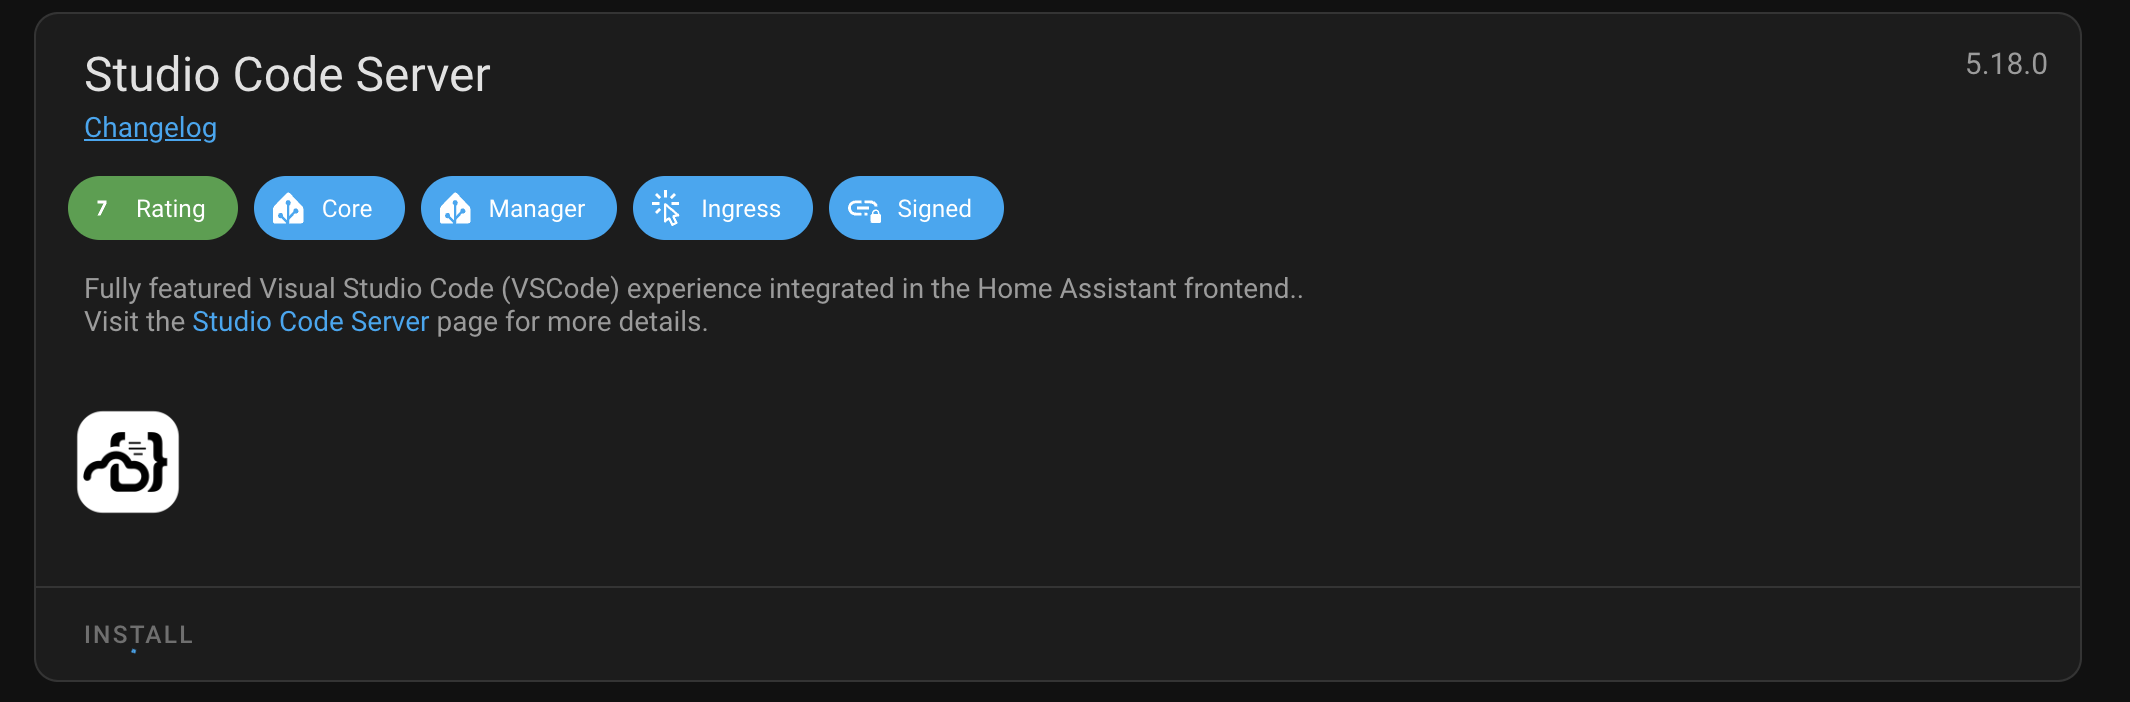 Studio Code Server
5.18.0
Changelog
7 Rating Core Manager Ingress Signed
Fully featured Visual Studio Code (VSCode) experience integrated in the Home Assistant frontend..
Visit the Studio Code Server page for more details.
INSTALL